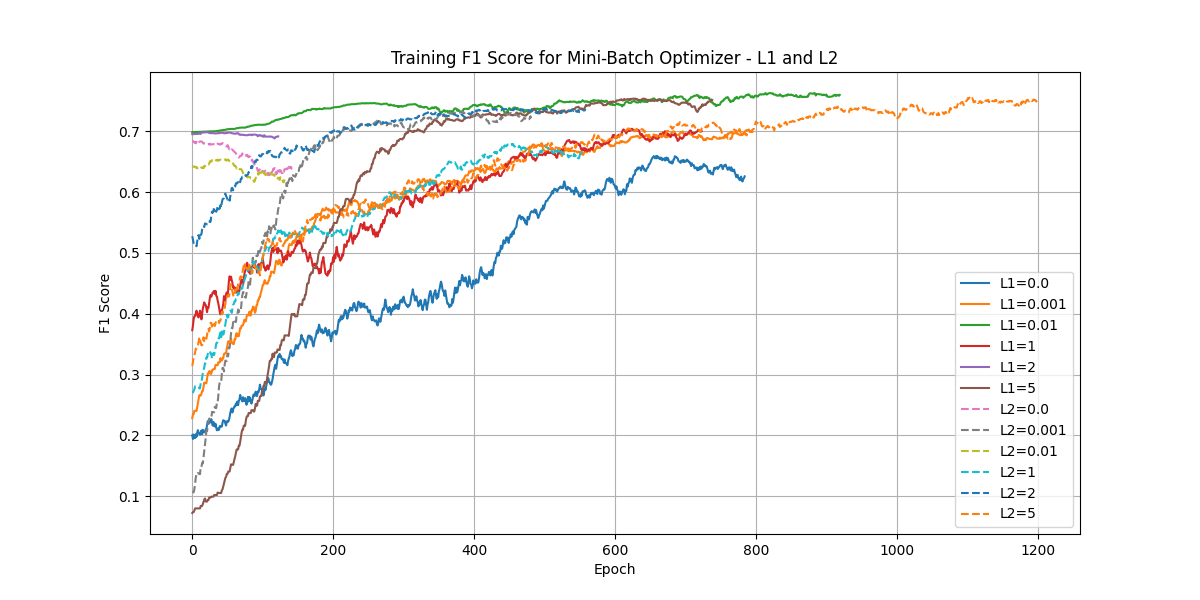 Training F1 Score for Mini-Batch Optimizer - L1 and L2
F1 Score
0.7
0.6
0.5
0.4
0.3
0.2
0.1
0
200
400
600
800
1000
1200
Epoch
L1=0.0
L1=0.001
L1=0.01
L1=1
L1=2
L1=5
L2=0.0
L2=0.001
L2=0.01
L2=1
L2=2
L2=5